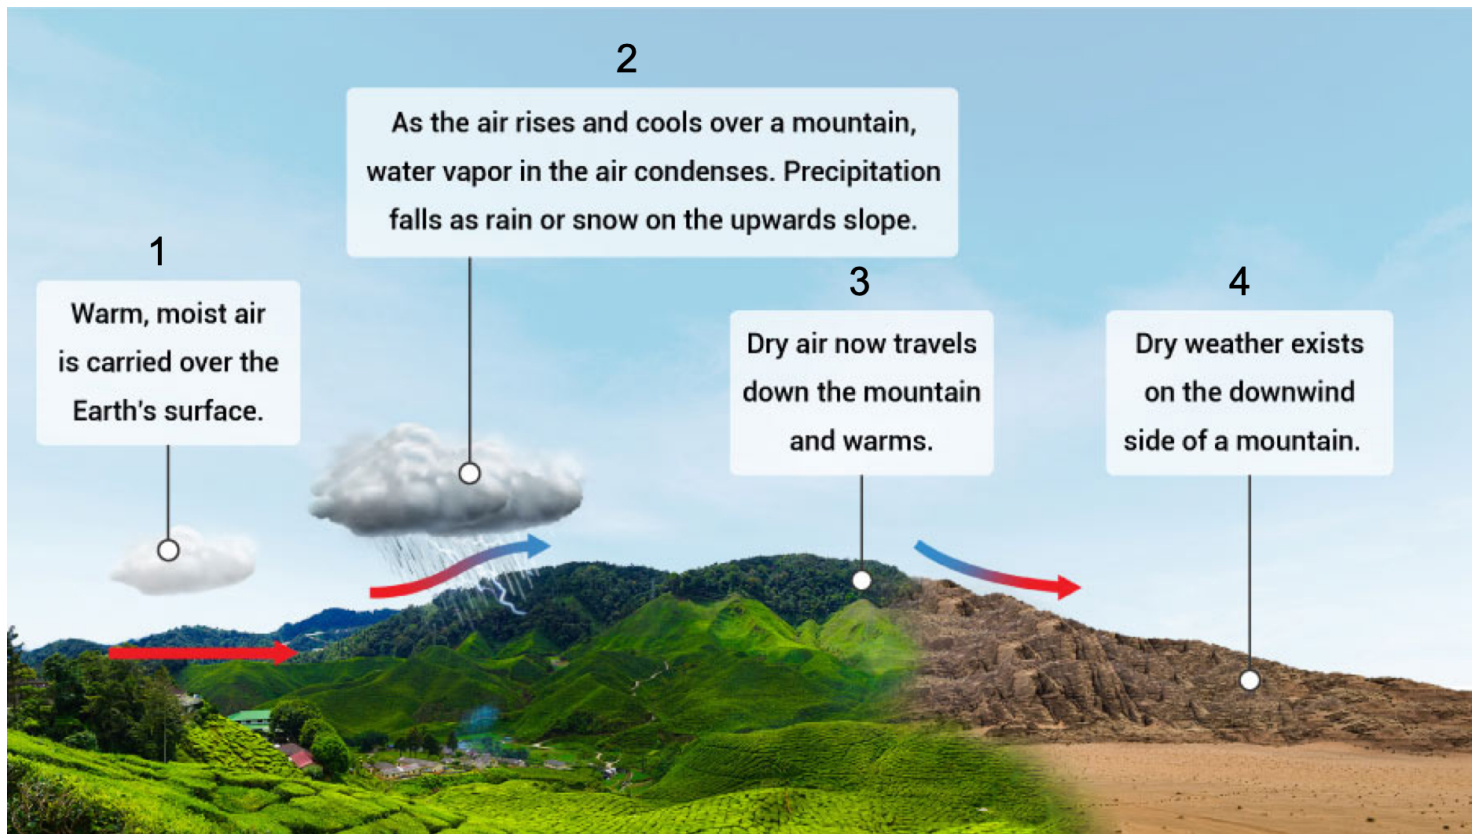 1
Warm, moist air
is carried over the
Earth's surface.
2
As the air rises and cools over a mountain,
water vapor in the air condenses. Precipitation
falls as rain or snow on the upwards slope.
3
Dry air now travels
down the mountain
and warms.
4
Dry weather exists
on the downwind
side of a mountain.